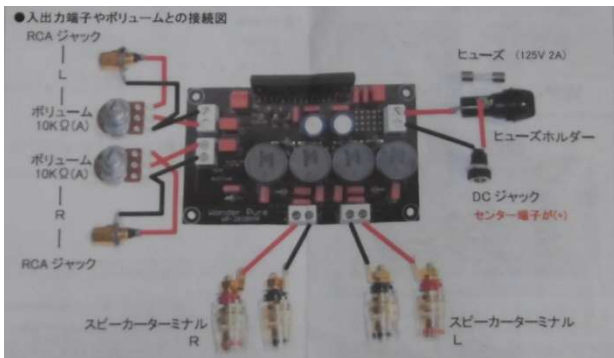 ●入出力端子やボリュームとの接続図
RCA ジャック
L
ボリューム
10KΩ(A)
ボリューム
10KΩ(A)
R
RCA ジャック
ヒューズ (125V 2A)
ヒューズホルダー
DC ジャック
センター端子が(+)
Wonder Pure
スピーカーターミナル
R
スピーカーターミナル
L